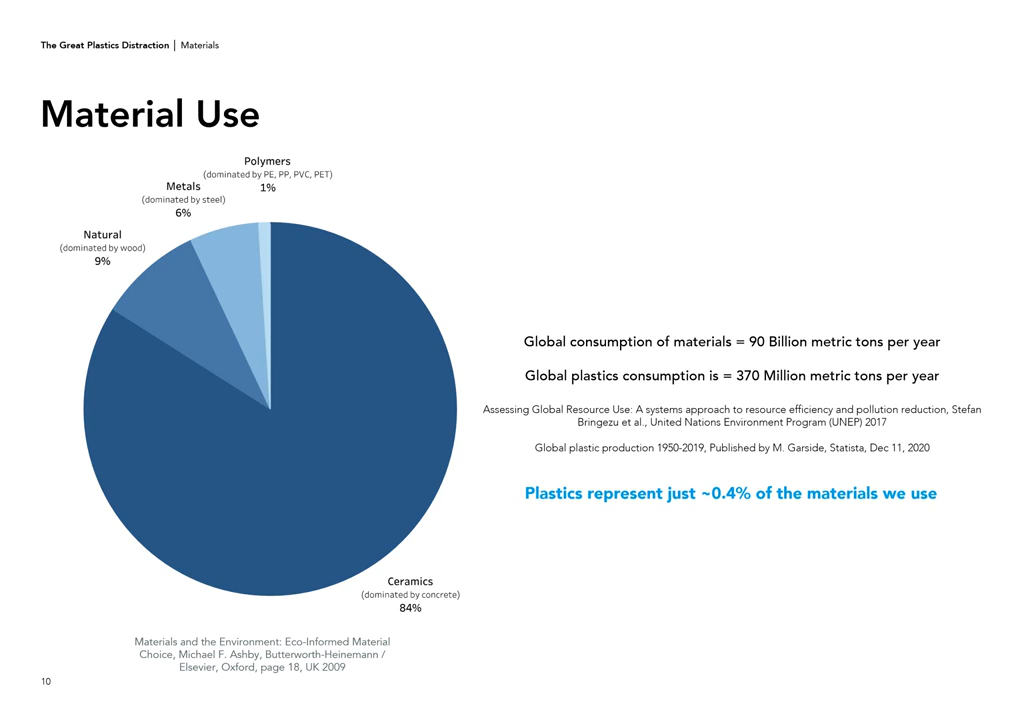 The Great Plastics Distraction | Materials
Material Use
Polymers
(dominated by PE, PP, PVC, PET)
1%
Metals
(dominated by steel)
6%
Natural
(dominated by wood)
9%
Ceramics
(dominated by concrete)
84%
Materials and the Environment: Eco-Informed Material
Choice, Michael F. Ashby, Butterworth-Heinemann /
Elsevier, Oxford, page 18, UK 2009
Global consumption of materials = 90 Billion metric tons per year
Global plastics consumption is = 370 Million metric tons per year
Assessing Global Resource Use: A systems approach to resource efficiency and pollution reduction, Stefan
Bringezu et al., United Nations Environment Program (UNEP) 2017
Global plastic production 1950-2019, Published by M. Garside, Statista, Dec 11, 2020
Plastics represent just ~0.4% of the materials we use
10